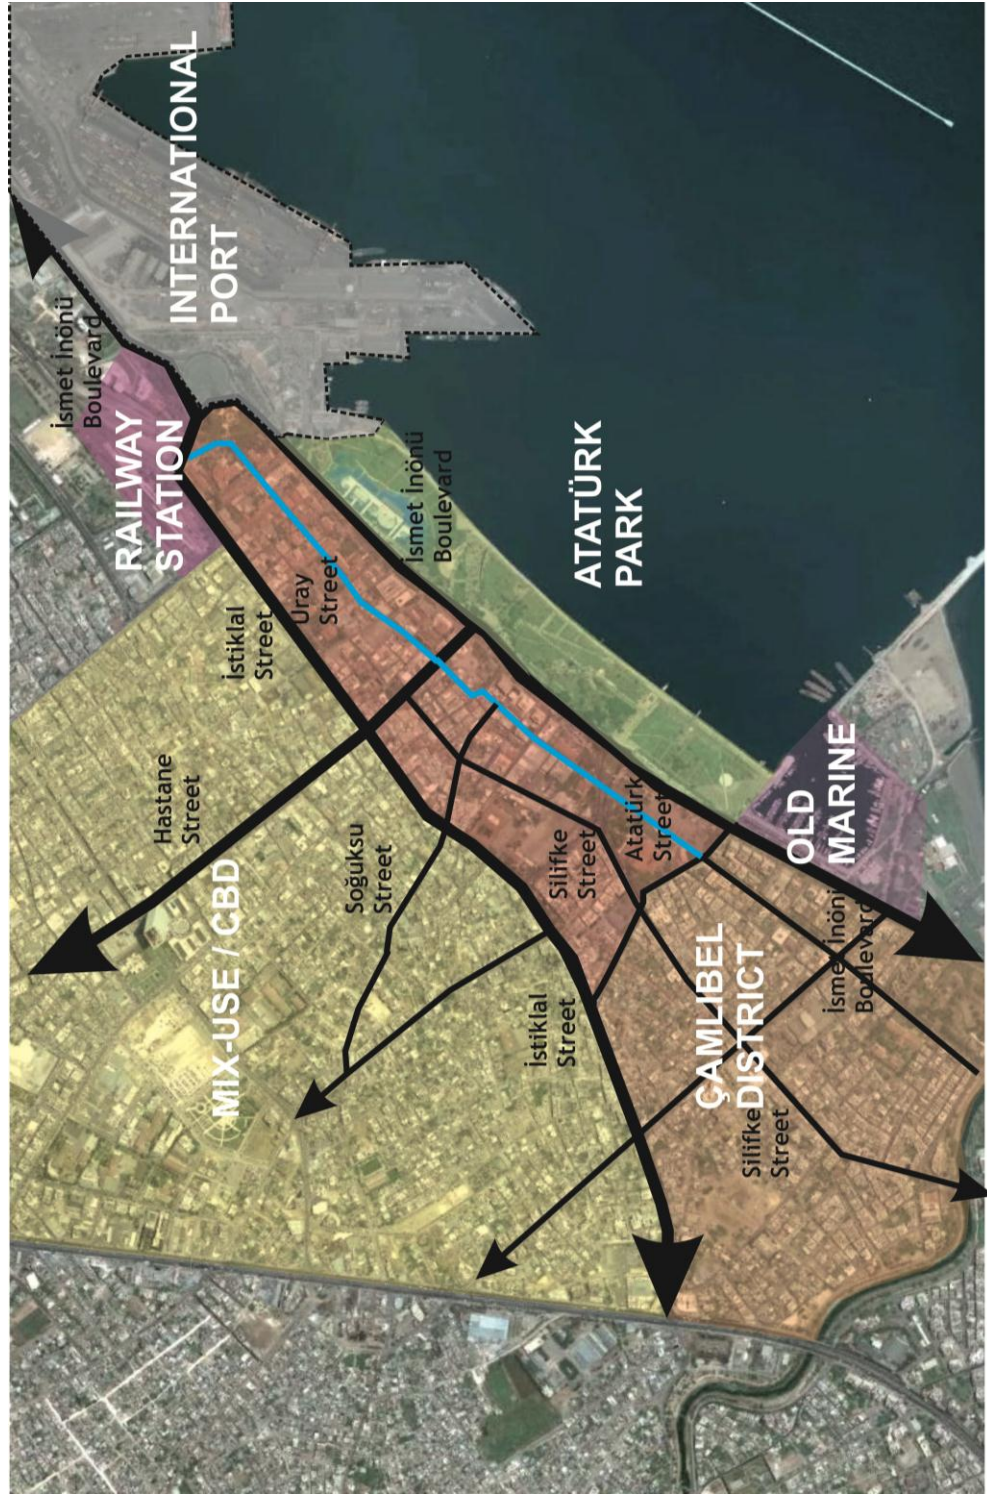 İsmet İnönü
Boulevard
INTERNATIONAL
PORT
RAILWAY
STATION
İstiklal
Street
Uray
Street
İsmet İnönü
Boulevard
ATATÜRK
PARK
Hastane
Street
MIX-USE / CBD
Soğuksu
Street
Silifke
Street
Atatürk
Street
OLD
MARINE
İstiklal
Street
ÇAMLIBEL
DISTRICT
İsmet İnönü
Boulevard
Silifke
Street